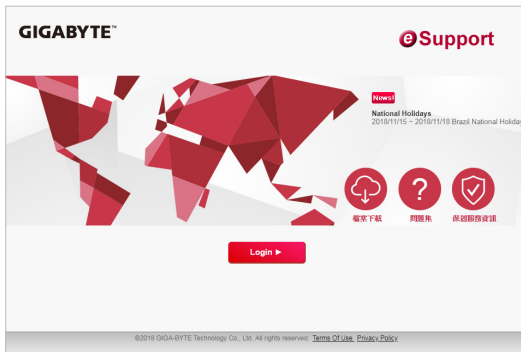 GIGABYTE™
eSupport
News!
National Holidays
2018/11/15 ~ 2018/11/18 Brazil National Holiday
檔案下載
問題集
保固服務資訊
Login ►
©2018 GIGA-BYTE Technology Co., Ltd. All rights reserved. Terms Of Use Privacy Policy